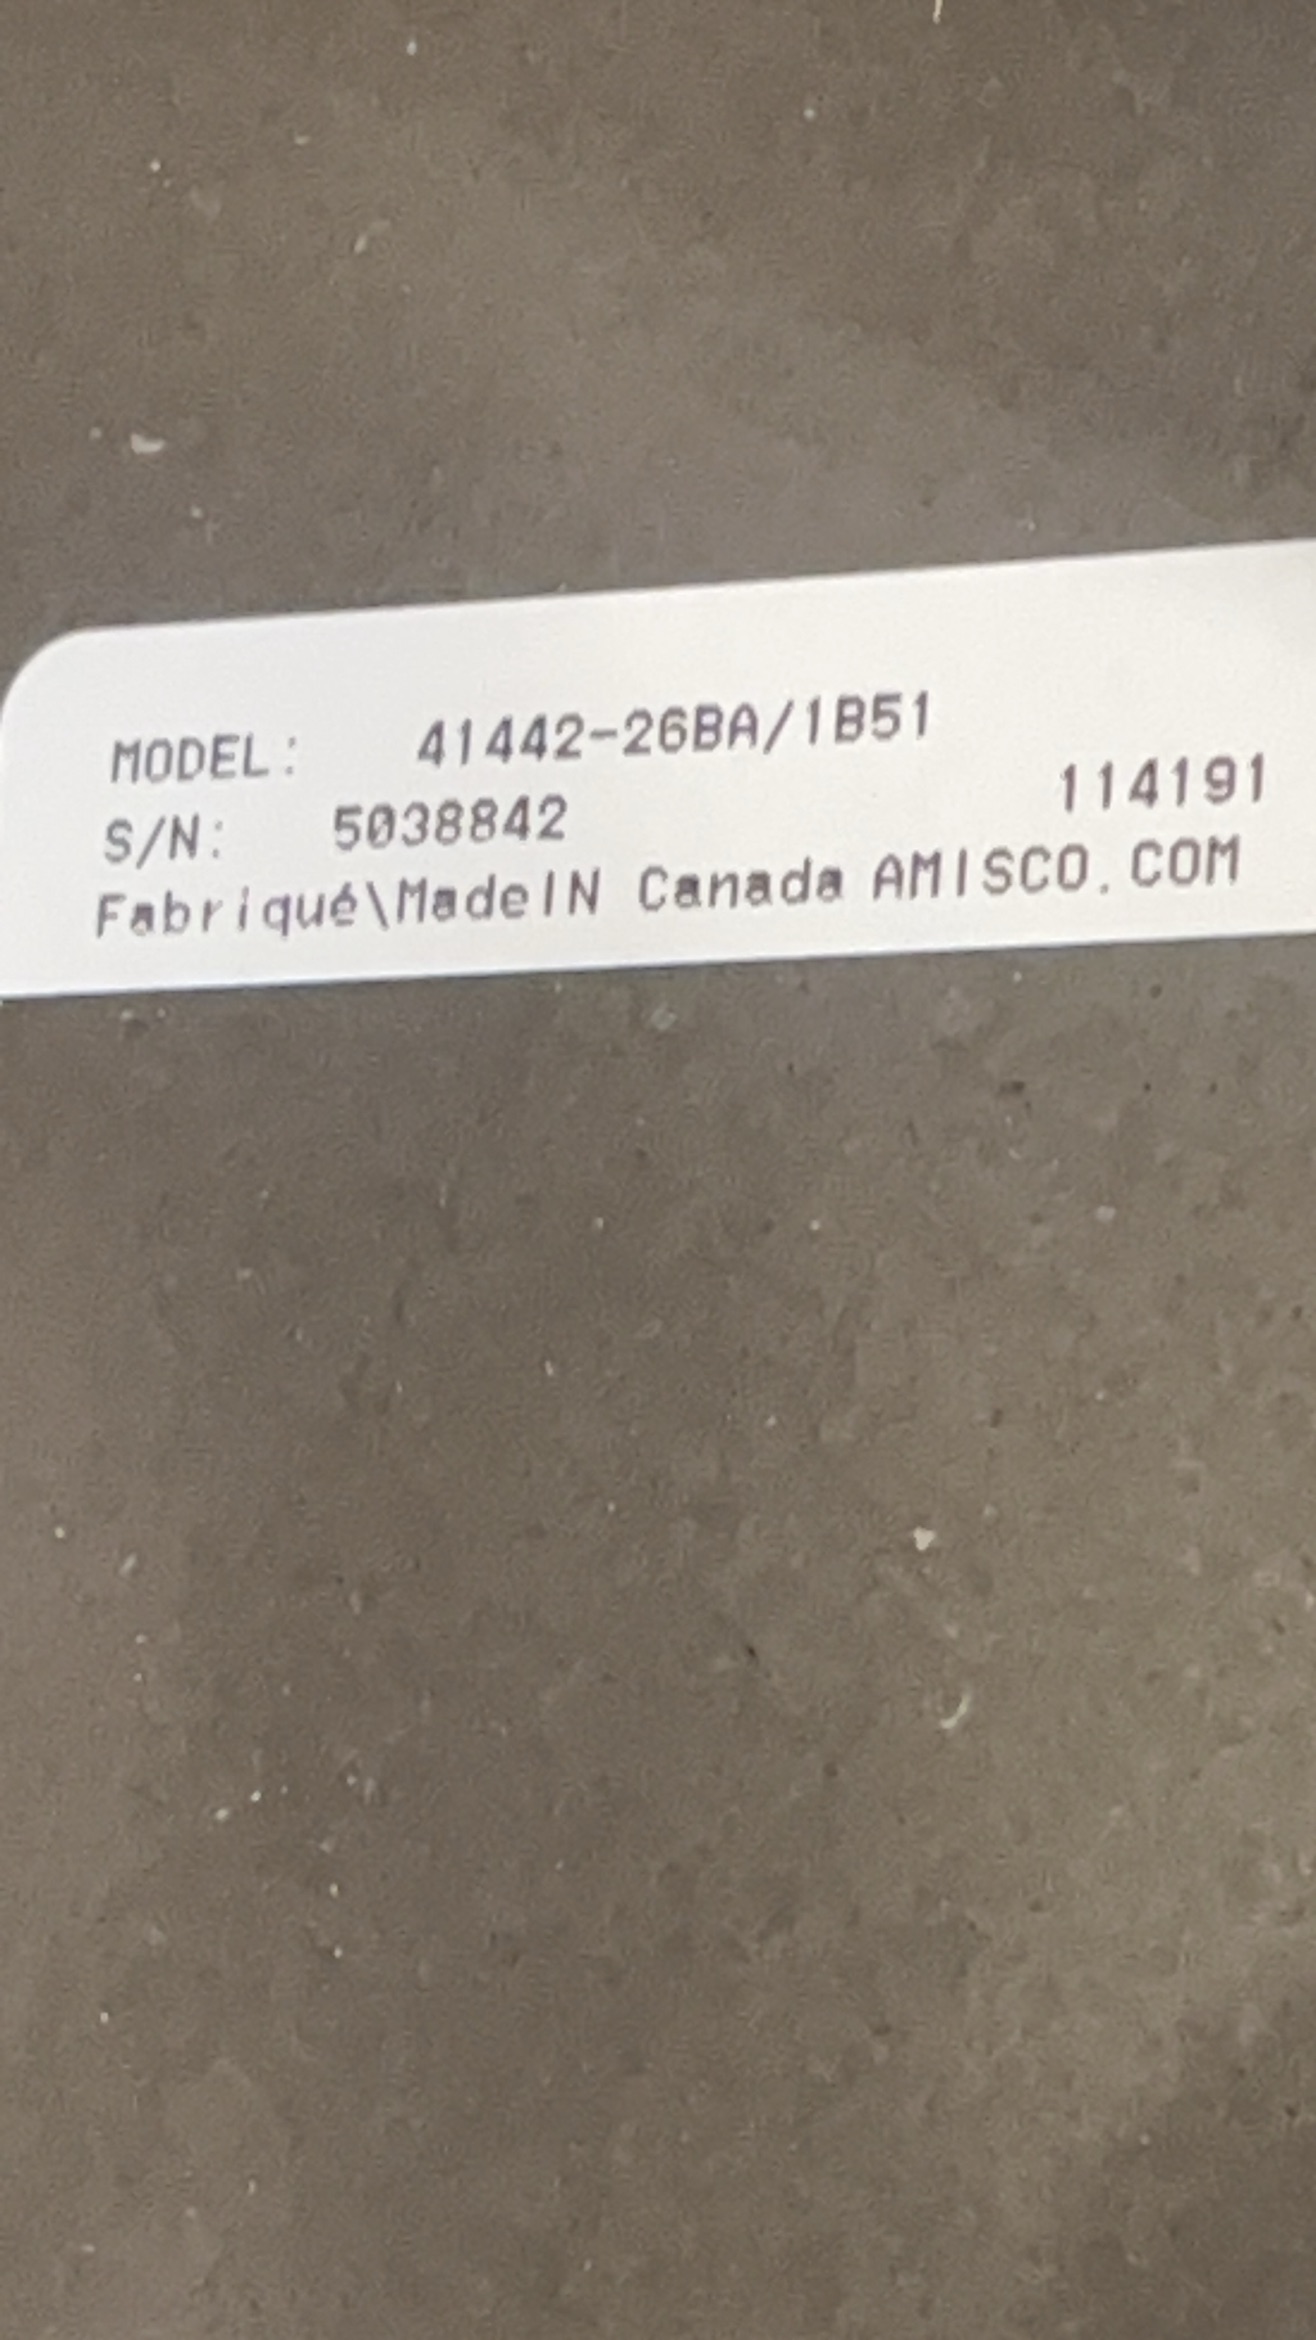 MODEL: 41442-26BA/1B51
S/N: 5038842 114191
Fabriqué\MadeIN Canada AMISCO.COM